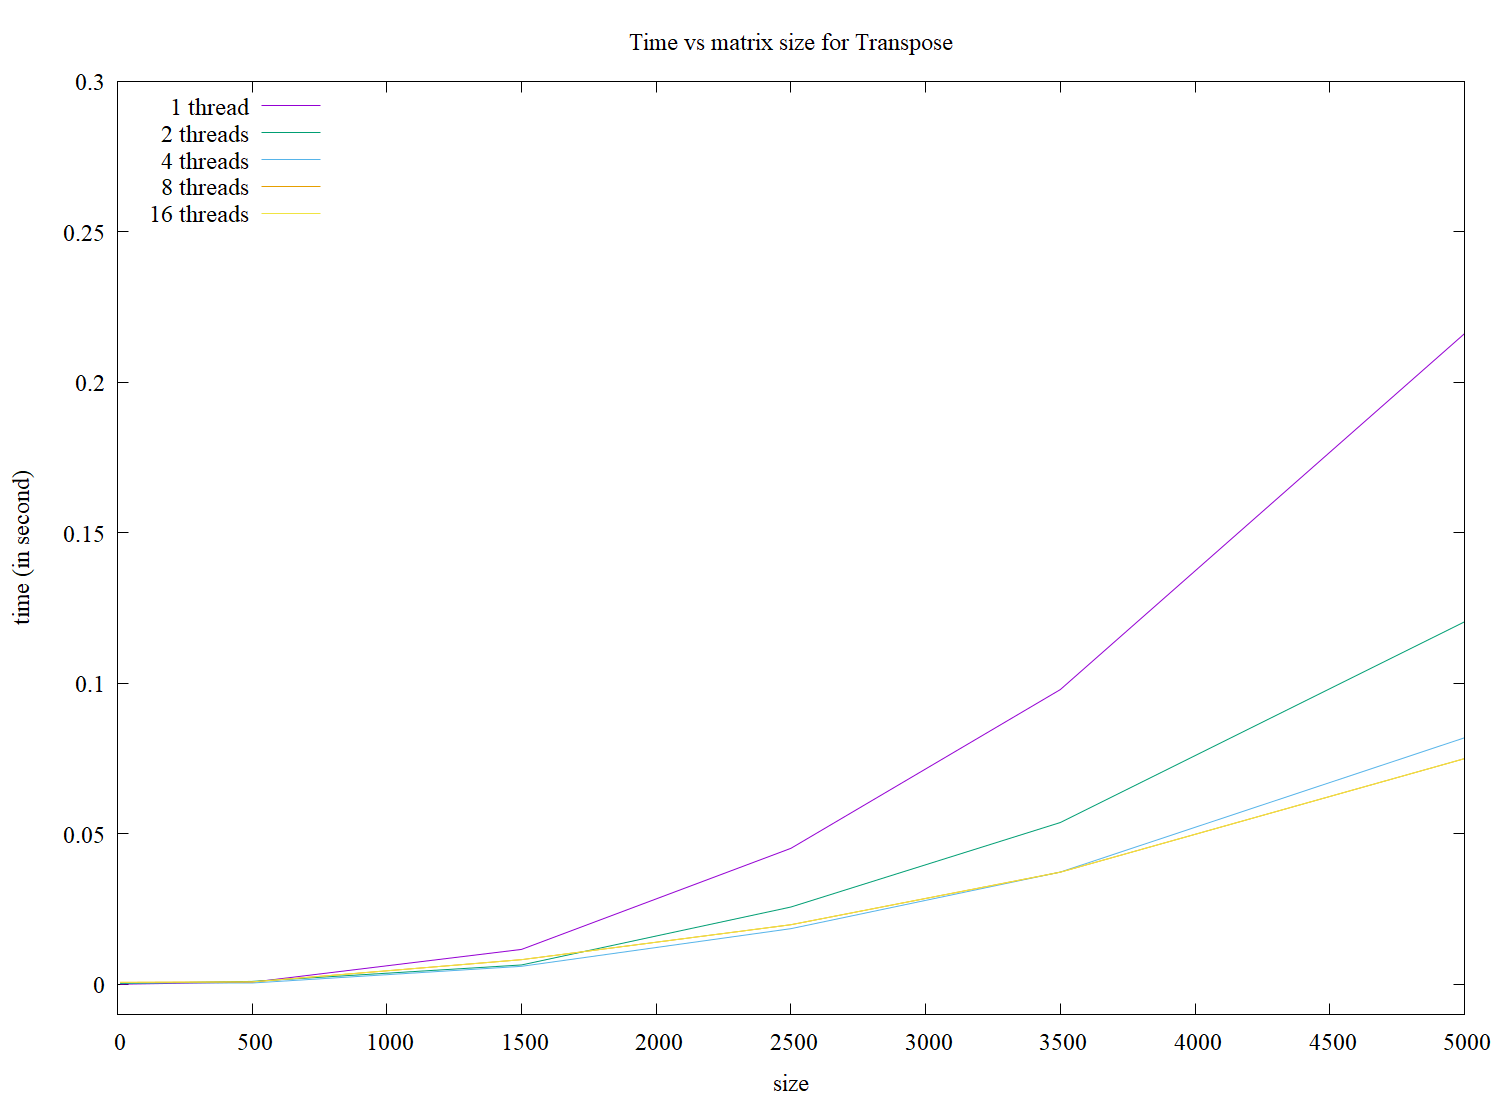 Time vs matrix size for Transpose
0.3
0.25
0.2
0.15
0.1
0.05
0
1 thread
2 threads
4 threads
8 threads
16 threads
time (in second)
0 500 1000 1500 2000 2500 3000 3500 4000 4500 5000
size